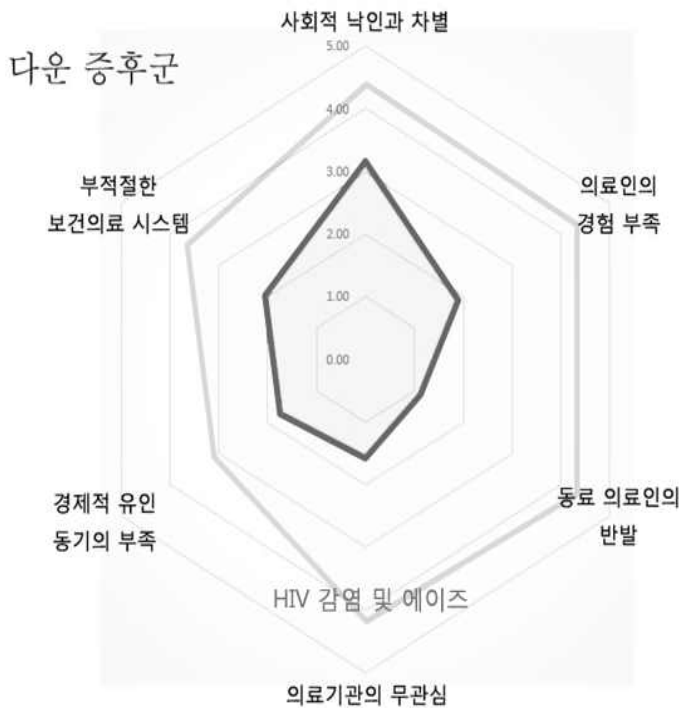 사회적 낙인과 차별
5.00
다운 증후군
4.00
부적절한
보건의료 시스템
3.00
의료인의
경험 부족
2.00
1.00
0.00
경제적 유인
동기의 부족
동료 의료인의
반발
HIV 감염 및 에이즈
의료기관의 무관심